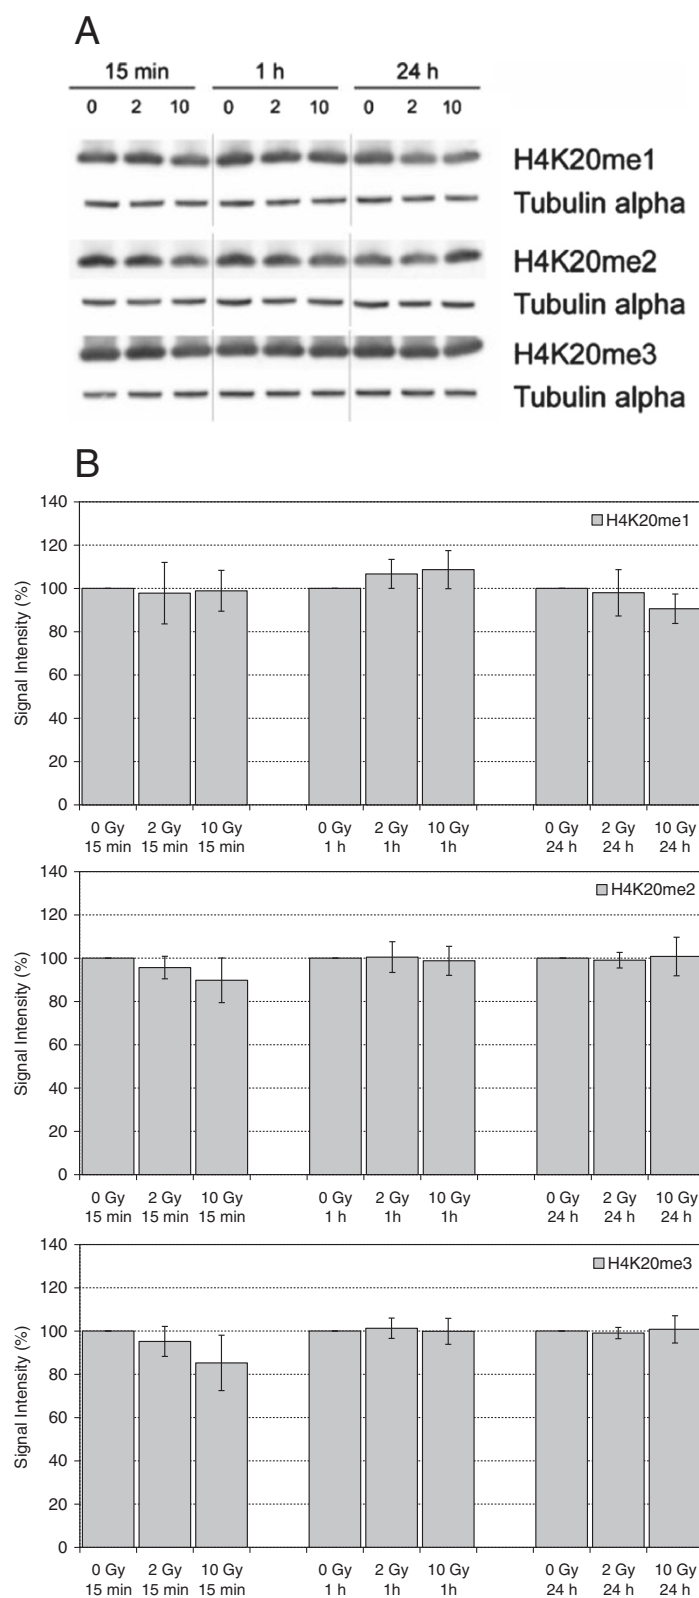 A
15 min 1 h 24 h
0 2 10 0 2 10 0 2 10
H4K20me1
Tubulin alpha
H4K20me2
Tubulin alpha
H4K20me3
Tubulin alpha
B
Signal Intensity (%)
140
120
100
80
60
40
20
0
H4K20me1
0 Gy 2 Gy 10 Gy 0 Gy 2 Gy 10 Gy 0 Gy 2 Gy 10 Gy
15 min 15 min 15 min 1 h 1h 1h 24 h 24 h 24 h
Signal Intensity (%)
140
120
100
80
60
40
20
0
H4K20me2
0 Gy 2 Gy 10 Gy 0 Gy 2 Gy 10 Gy 0 Gy 2 Gy 10 Gy
15 min 15 min 15 min 1 h 1h 1h 24 h 24 h 24 h
Signal Intensity (%)
140
120
100
80
60
40
20
0
H4K20me3
0 Gy 2 Gy 10 Gy 0 Gy 2 Gy 10 Gy 0 Gy 2 Gy 10 Gy
15 min 15 min 15 min 1 h 1h 1h 24 h 24 h 24 h